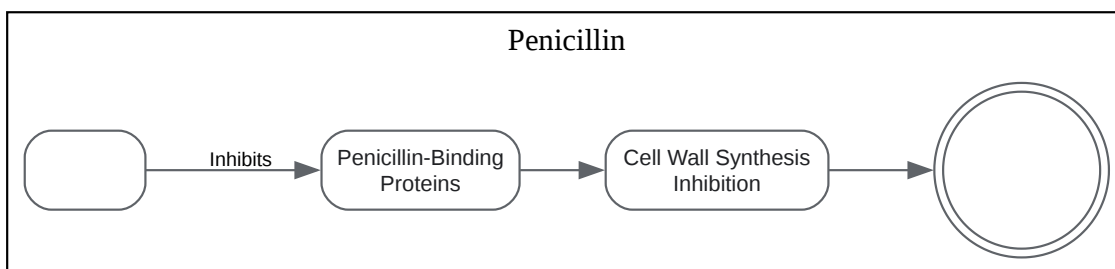 Penicillin
Inhibits
Penicillin-Binding
Proteins
Cell Wall Synthesis
Inhibition